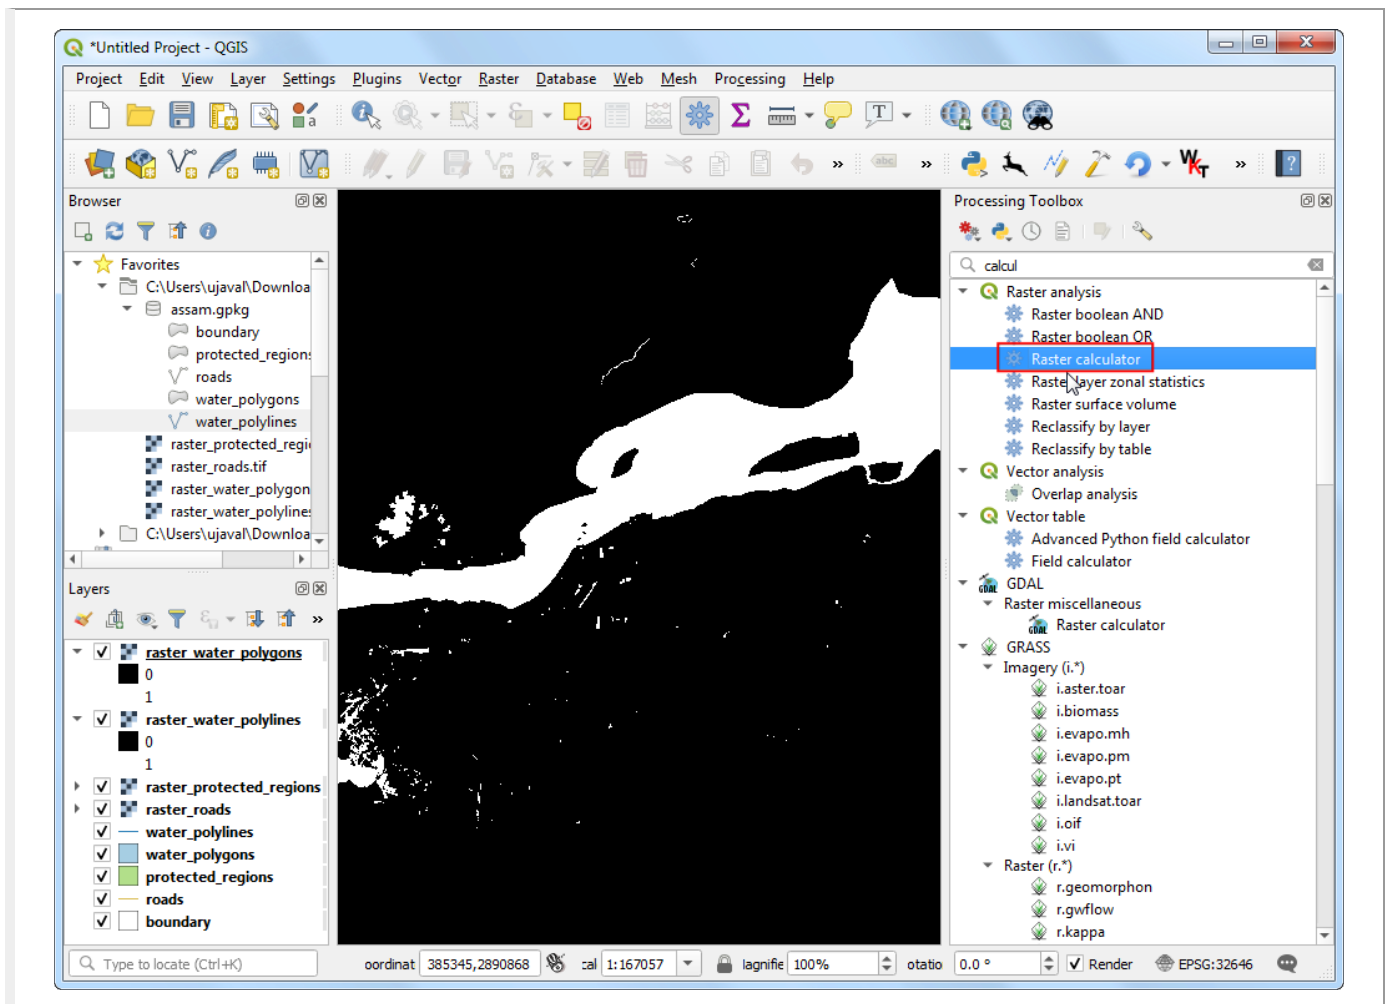 *Untitled Project - QGIS
Project Edit View Layer Settings Plugins Vector Raster Database Web Mesh Processing Help
Browser
Favorites
C:\Users\ujaval\Downloa
assam.gpkg
boundary
protected_regions
roads
water_polygons
water_polylines
raster_protected_regi
raster_roads.tif
raster_water_polygon
raster_water_polylines
C:\Users\ujaval\Downloa
Layers
raster_water_polygons
0
1
raster_water_polylines
0
1
raster_protected_regions
raster_roads
water_polylines
water_polygons
protected_regions
roads
boundary
Processing Toolbox
calcul
Raster analysis
Raster boolean AND
Raster boolean OR
Raster calculator
Raster layer zonal statistics
Raster surface volume
Reclassify by layer
Reclassify by table
Vector analysis
Overlap analysis
Vector table
Advanced Python field calculator
Field calculator
GDAL
Raster miscellaneous
GDAL Raster calculator
GRASS
Imagery (i.*)
i.aster.toar
i.biomass
i.evapo.mh
i.evapo.pm
i.evapo.pt
i.landsat.toar
i.oif
i.vi
Raster (r.*)
r.geomorphon
r.gwflow
r.kappa
Type to locate (Ctrl+K) oordinat 385345,2890868 :al 1:167057 lagnifie 100% otatio 0.0 ° Render EPSG:32646